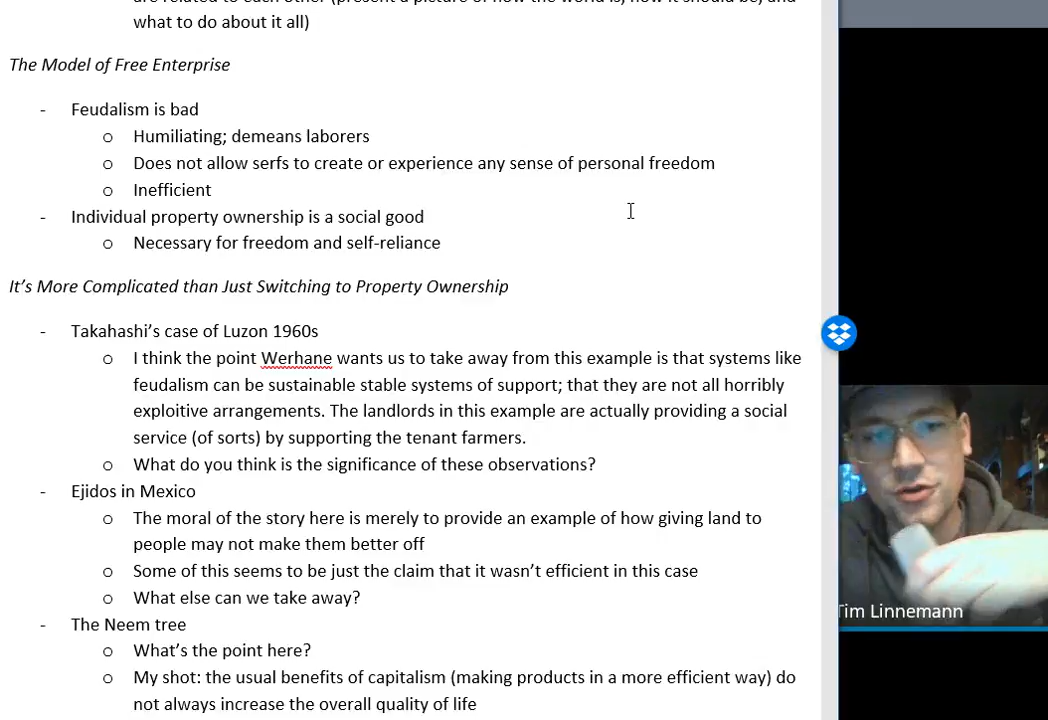 are related to each other (present a picture of how the world is, how it should be, and
what to do about it all)
The Model of Free Enterprise
- Feudalism is bad
o Humiliating; demeans laborers
o Does not allow serfs to create or experience any sense of personal freedom
o Inefficient
- Individual property ownership is a social good
o Necessary for freedom and self-reliance
It's More Complicated than Just Switching to Property Ownership
- Takahashi's case of Luzon 1960s
o I think the point Werhane wants us to take away from this example is that systems like
feudalism can be sustainable stable systems of support; that they are not all horribly
exploitive arrangements. The landlords in this example are actually providing a social
service (of sorts) by supporting the tenant farmers.
o What do you think is the significance of these observations?
- Ejidos in Mexico
o The moral of the story here is merely to provide an example of how giving land to
people may not make them better off
o Some of this seems to be just the claim that it wasn't efficient in this case
o What else can we take away?
- The Neem tree
o What's the point here?
o My shot: the usual benefits of capitalism (making products in a more efficient way) do
not always increase the overall quality of life
Tim Linnemann